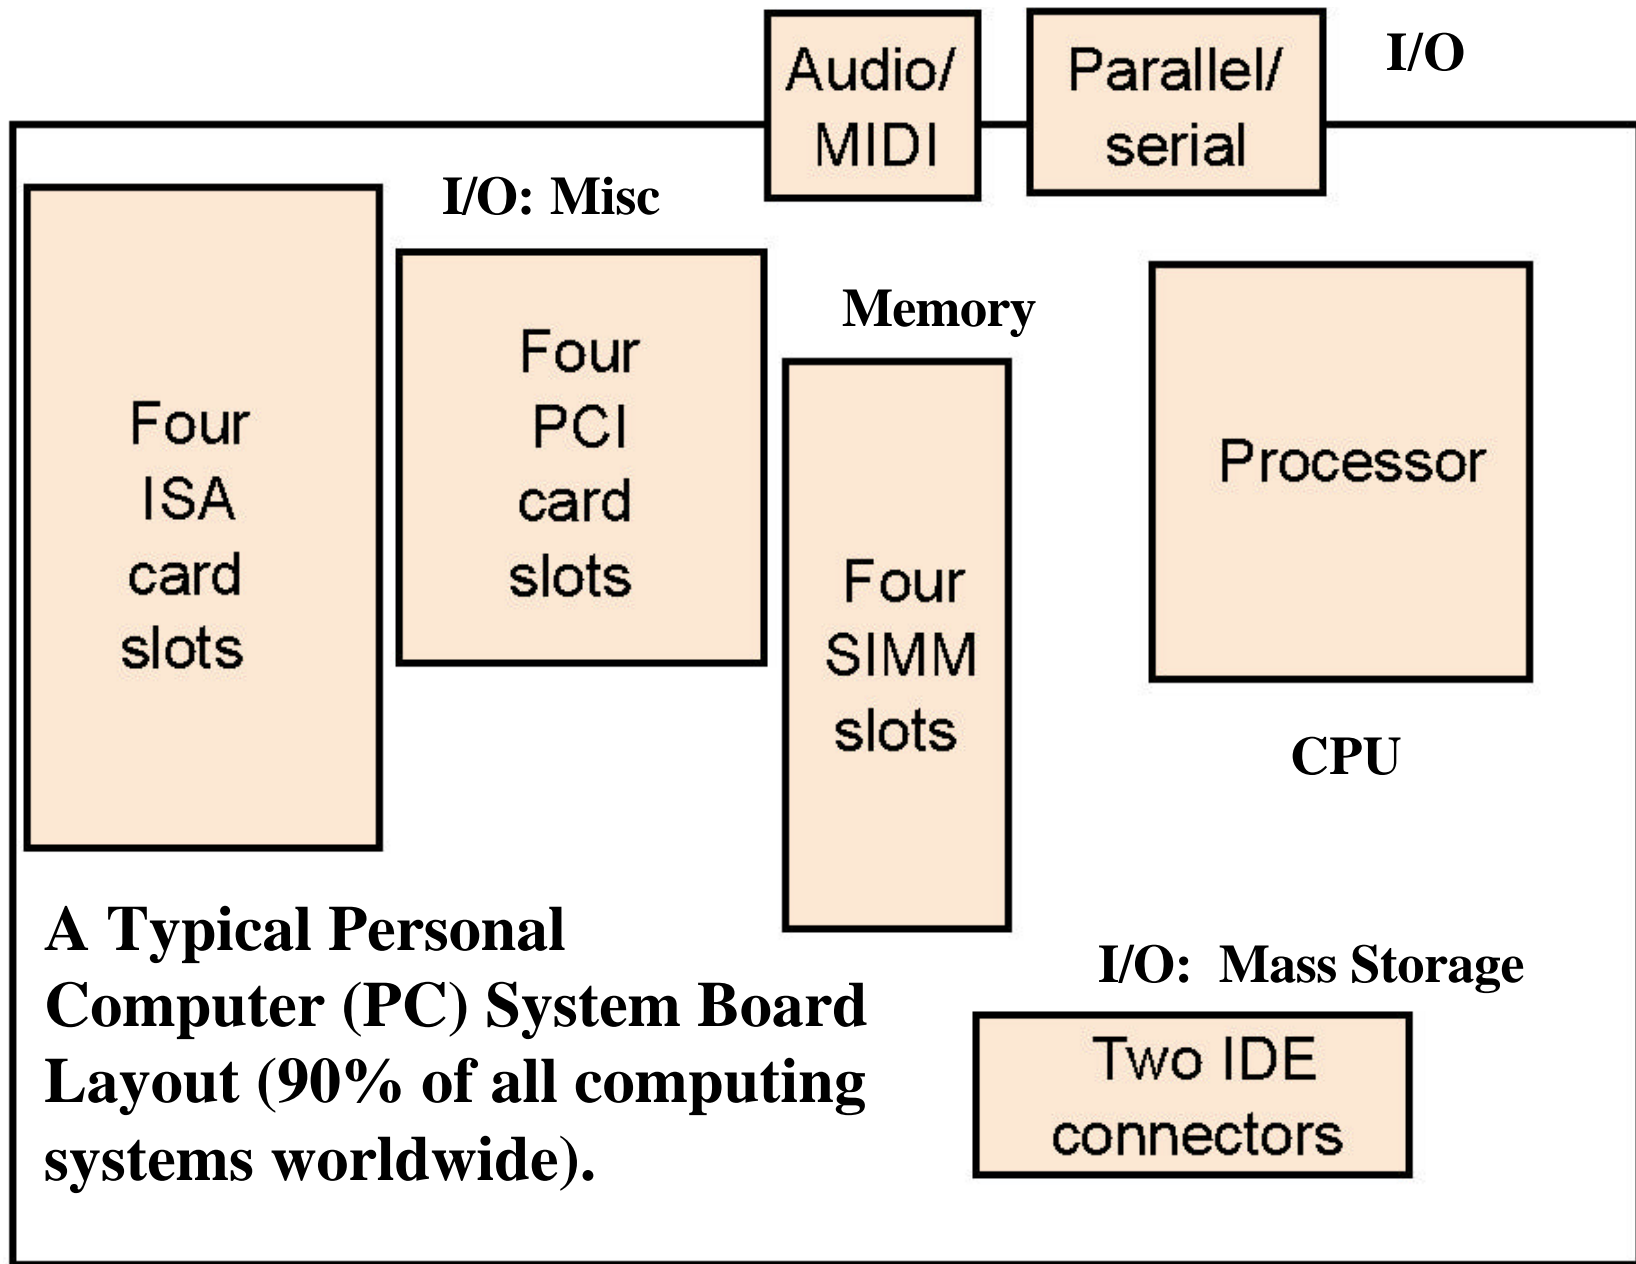 Audio/
MIDI
Parallel/
serial
I/O
I/O: Misc
Four
ISA
card
slots
Four
PCI
card
slots
Memory
Four
SIMM
slots
Processor
CPU
A Typical Personal
Computer (PC) System Board
Layout (90% of all computing
systems worldwide).
I/O:  Mass Storage
Two IDE
connectors